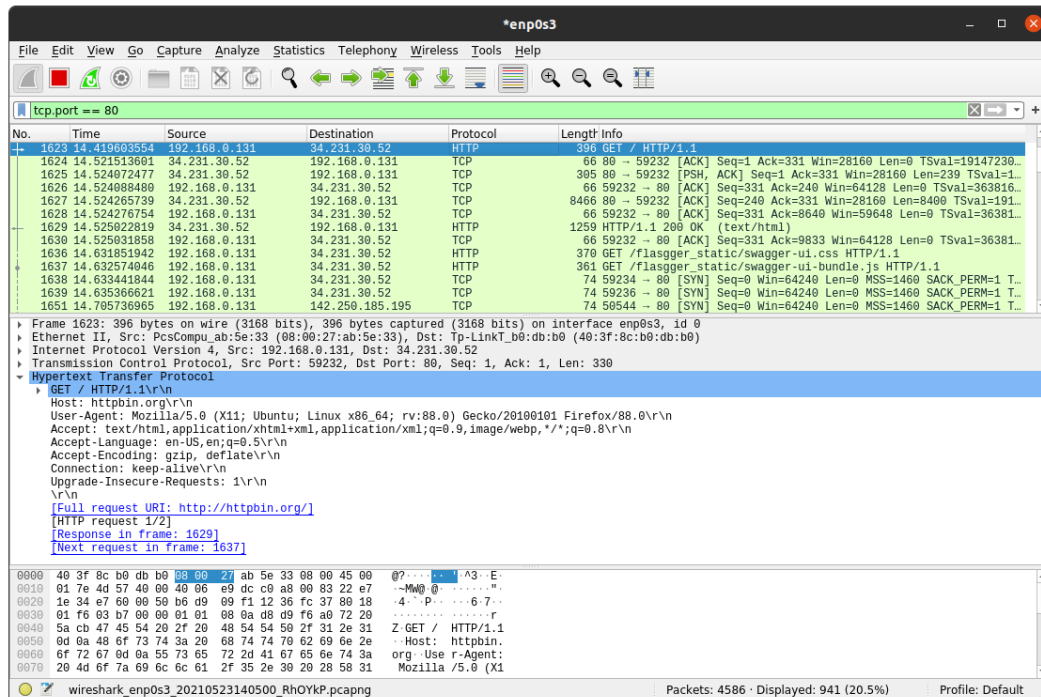 *enp0s3
File Edit View Go Capture Analyze Statistics Telephony Wireless Tools Help
tcp.port == 80
No. Time Source Destination Protocol Length Info
1623 14.419603554 192.168.0.131 34.231.30.52 HTTP 396 GET / HTTP/1.1
1624 14.521513601 34.231.30.52 192.168.0.131 TCP 66 80 → 59232 [ACK] Seq=1 Ack=331 Win=28160 Len=0 TSval=19147230…
1625 14.524072477 34.231.30.52 192.168.0.131 TCP 305 80 → 59232 [PSH, ACK] Seq=1 Ack=331 Win=28160 Len=239 TSval=1…
1626 14.524088480 192.168.0.131 34.231.30.52 TCP 66 59232 → 80 [ACK] Seq=331 Ack=240 Win=64128 Len=0 TSval=363816…
1627 14.524265739 34.231.30.52 192.168.0.131 TCP 8466 80 → 59232 [ACK] Seq=240 Ack=331 Win=28160 Len=8400 TSval=191…
1628 14.524276754 192.168.0.131 34.231.30.52 TCP 66 59232 → 80 [ACK] Seq=331 Ack=8640 Win=59648 Len=0 TSval=36381…
1629 14.525022819 34.231.30.52 192.168.0.131 HTTP 1259 HTTP/1.1 200 OK (text/html)
1630 14.525031858 192.168.0.131 34.231.30.52 TCP 66 59232 → 80 [ACK] Seq=331 Ack=9833 Win=64128 Len=0 TSval=36381…
1636 14.631851942 192.168.0.131 34.231.30.52 HTTP 370 GET /flasgger_static/swagger-ui.css HTTP/1.1
1637 14.632574046 192.168.0.131 34.231.30.52 HTTP 361 GET /flasgger_static/swagger-ui-bundle.js HTTP/1.1
1638 14.633441844 192.168.0.131 34.231.30.52 TCP 74 59234 → 80 [SYN] Seq=0 Win=64240 Len=0 MSS=1460 SACK_PERM=1 T…
1639 14.635366621 192.168.0.131 34.231.30.52 TCP 74 59236 → 80 [SYN] Seq=0 Win=64240 Len=0 MSS=1460 SACK_PERM=1 T…
1651 14.705736965 192.168.0.131 142.250.185.195 TCP 74 50544 → 80 [SYN] Seq=0 Win=64240 Len=0 MSS=1460 SACK_PERM=1 T…
Frame 1623: 396 bytes on wire (3168 bits), 396 bytes captured (3168 bits) on interface enp0s3, id 0
Ethernet II, Src: PcsCompu_ab:5e:33 (08:00:27:ab:5e:33), Dst: Tp-LinkT_b0:db:b0 (40:3f:8c:b0:db:b0)
Internet Protocol Version 4, Src: 192.168.0.131, Dst: 34.231.30.52
Transmission Control Protocol, Src Port: 59232, Dst Port: 80, Seq: 1, Ack: 1, Len: 330
Hypertext Transfer Protocol
GET / HTTP/1.1\r\n
Host: httpbin.org\r\n
User-Agent: Mozilla/5.0 (X11; Ubuntu; Linux x86_64; rv:88.0) Gecko/20100101 Firefox/88.0\r\n
Accept: text/html,application/xhtml+xml,application/xml;q=0.9,image/webp,*/*;q=0.8\r\n
Accept-Language: en-US,en;q=0.5\r\n
Accept-Encoding: gzip, deflate\r\n
Connection: keep-alive\r\n
Upgrade-Insecure-Requests: 1\r\n
\r\n
[Full request URI: http://httpbin.org/]
[HTTP request 1/2]
[Response in frame: 1629]
[Next request in frame: 1637]
0000 40 3f 8c b0 db b0 08 00 27 ab 5e 33 08 00 45 00 @?······ '·^3··E·
0010 01 7e 4d 57 40 00 40 06 e9 dc c0 a8 00 83 22 e7 ·~MW@·@· ······"·
0020 1e 34 e7 60 00 50 b6 d9 09 f1 12 36 fc 37 80 18 ·4·`·P·· ···6·7··
0030 01 f6 03 b7 00 00 01 01 08 0a d8 d9 f6 a0 72 20 ········ ······r
0040 5a cb 47 45 54 20 2f 20 48 54 54 50 2f 31 2e 31 Z·GET / HTTP/1.1
0050 0d 0a 48 6f 73 74 3a 20 68 74 74 70 62 69 6e 2e ··Host: httpbin.
0060 6f 72 67 0d 0a 55 73 65 72 2d 41 67 65 6e 74 3a org··Use r-Agent:
0070 20 4d 6f 7a 69 6c 6c 61 2f 35 2e 30 20 28 58 31 Mozilla /5.0 (X1
wireshark_enp0s3_20210523140500_RhOYkP.pcapng Packets: 4586 · Displayed: 941 (20.5%) Profile: Default